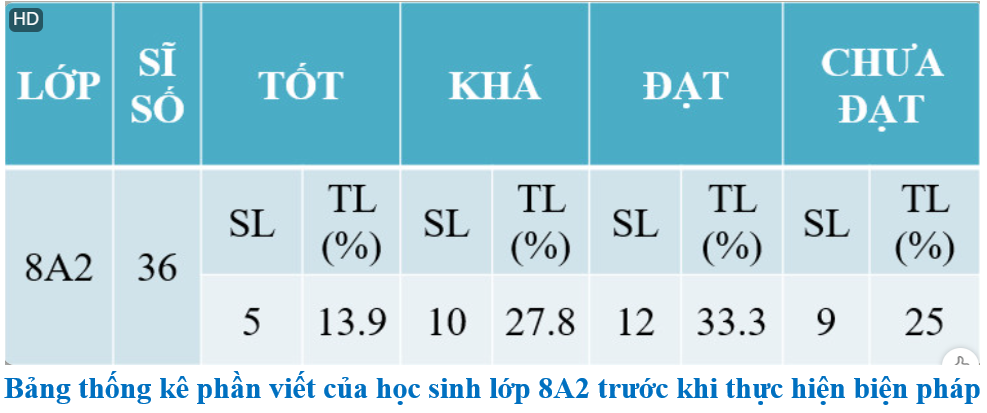 HD
LỚP SĨ SỐ TỐT KHÁ ĐẠT CHƯA ĐẠT
8A2 36 SL TL (%) SL TL (%) SL TL (%) SL TL (%)
5 13.9 10 27.8 12 33.3 9 25
Bảng thống kê phần viết của học sinh lớp 8A2 trước khi thực hiện biện pháp